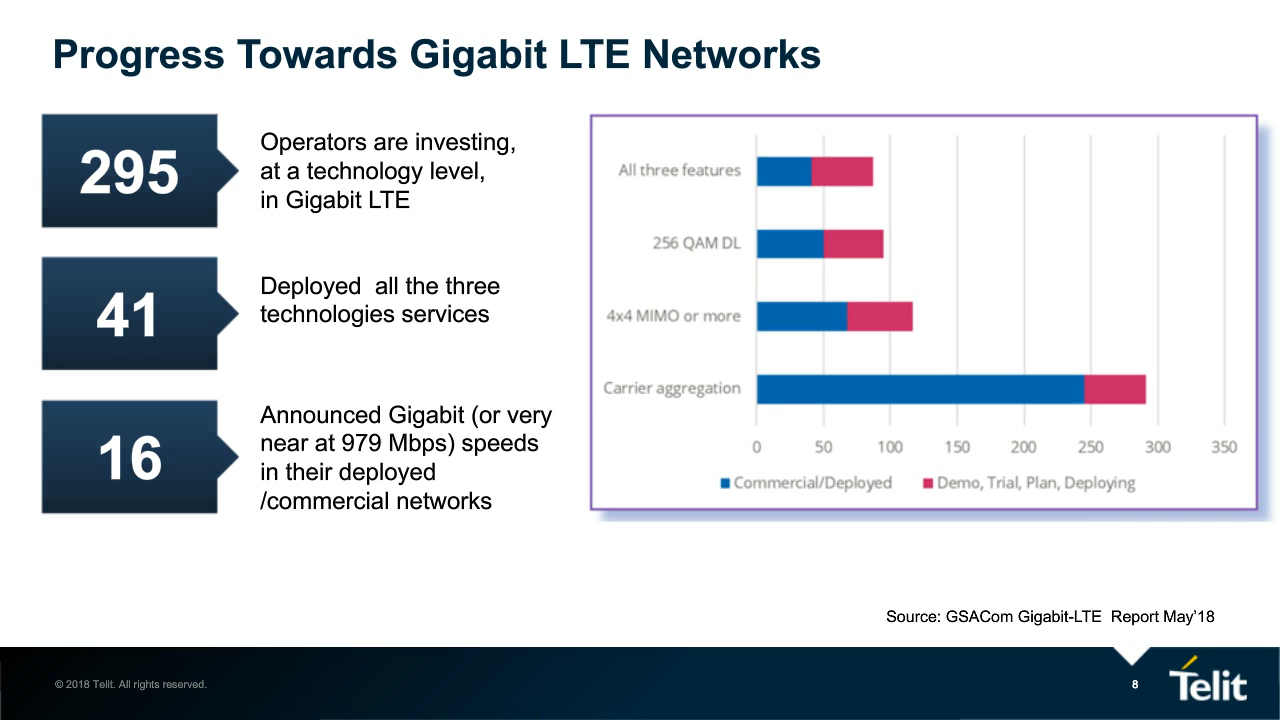 Progress Towards Gigabit LTE Networks
295
Operators are investing,
at a technology level,
in Gigabit LTE
41
Deployed  all the three
technologies services
16
Announced Gigabit (or very
near at 979 Mbps) speeds
in their deployed
/commercial networks
All three features
256 QAM DL
4x4 MIMO or more
Carrier aggregation
0 50 100 150 200 250 300 350
Commercial/Deployed Demo, Trial, Plan, Deploying
Source: GSACom Gigabit-LTE  Report May’18
© 2018 Telit. All rights reserved.
8
Telit